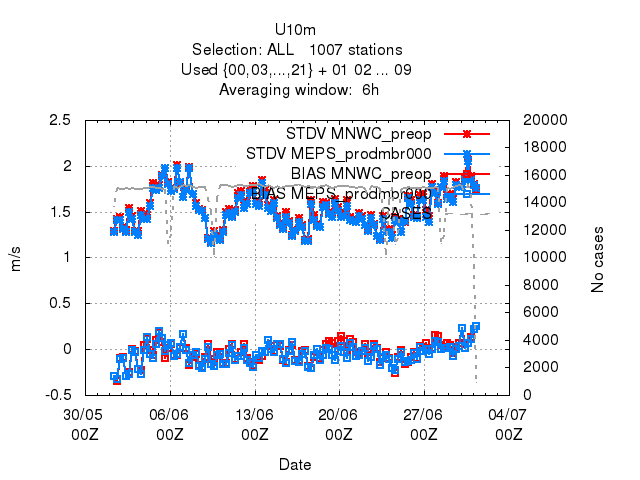 U10m
Selection: ALL   1007 stations
Used {00,03,...,21} + 01 02 ... 09
Averaging window:  6h
2.5
2
1.5
1
0.5
0
-0.5
m/s
20000
18000
16000
14000
12000
10000
8000
6000
4000
2000
0
No cases
STDV MNWC_preop
STDV MEPS_prodmbr000
BIAS MNWC_preop
BIAS MEPS_prodmbr000
CASES
30/05 06/06 13/06 20/06 27/06 04/07
00Z 00Z 00Z 00Z 00Z 00Z
Date